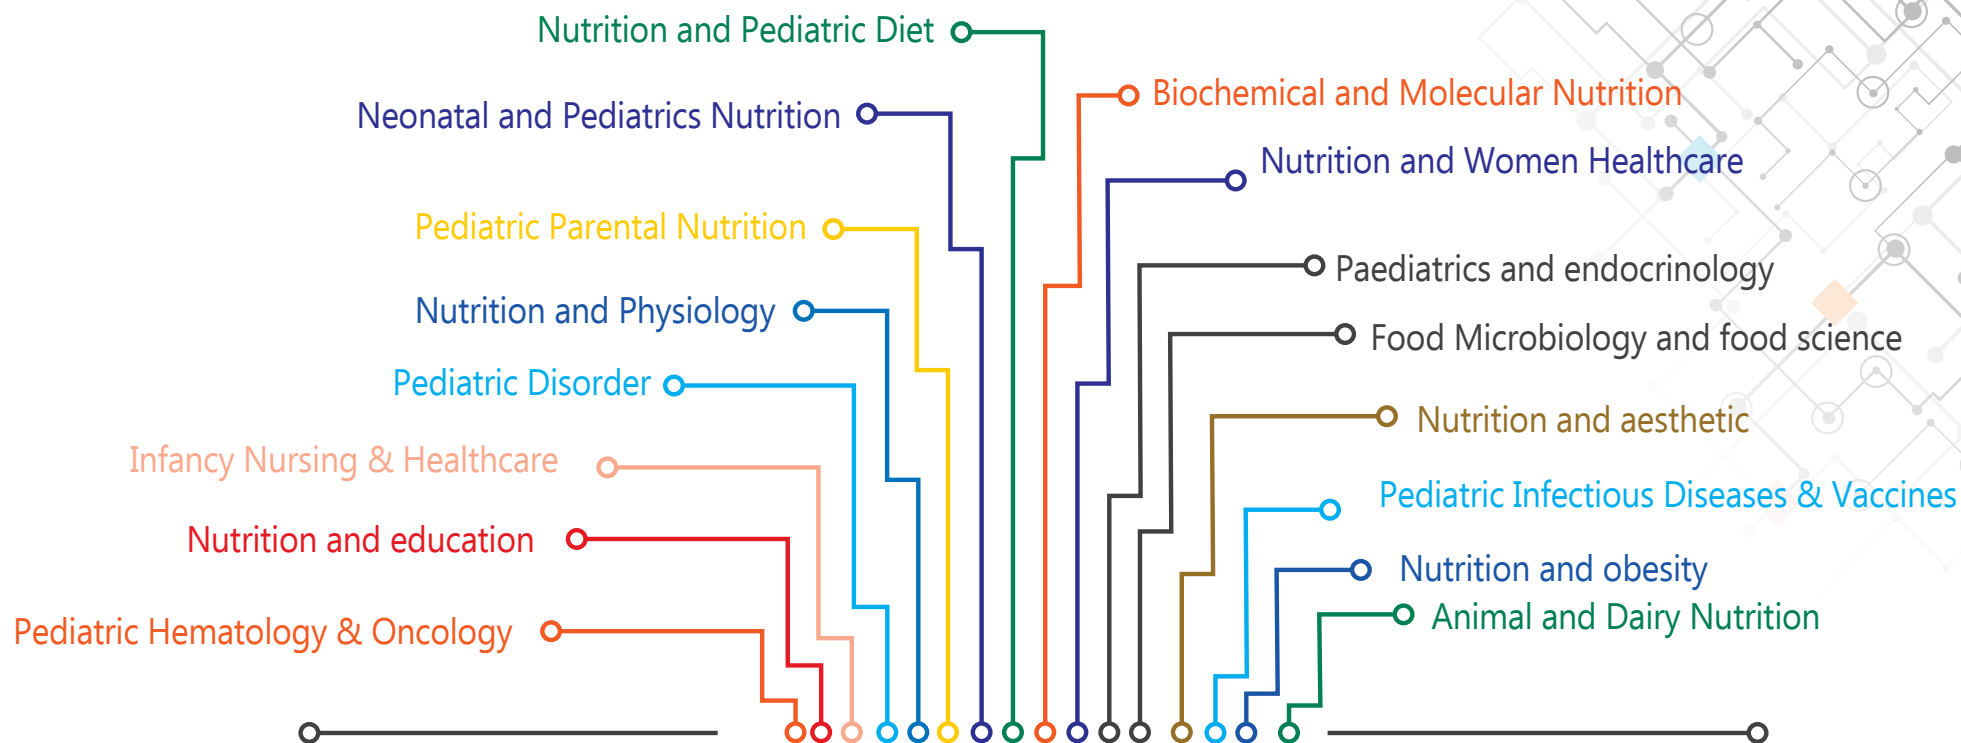 Nutrition and Pediatric Diet
Neonatal and Pediatrics Nutrition
Pediatric Parental Nutrition
Nutrition and Physiology
Pediatric Disorder
Infancy Nursing & Healthcare
Nutrition and education
Pediatric Hematology & Oncology
Biochemical and Molecular Nutrition
Nutrition and Women Healthcare
Paediatrics and endocrinology
Food Microbiology and food science
Nutrition and aesthetic
Pediatric Infectious Diseases & Vaccines
Nutrition and obesity
Animal and Dairy Nutrition